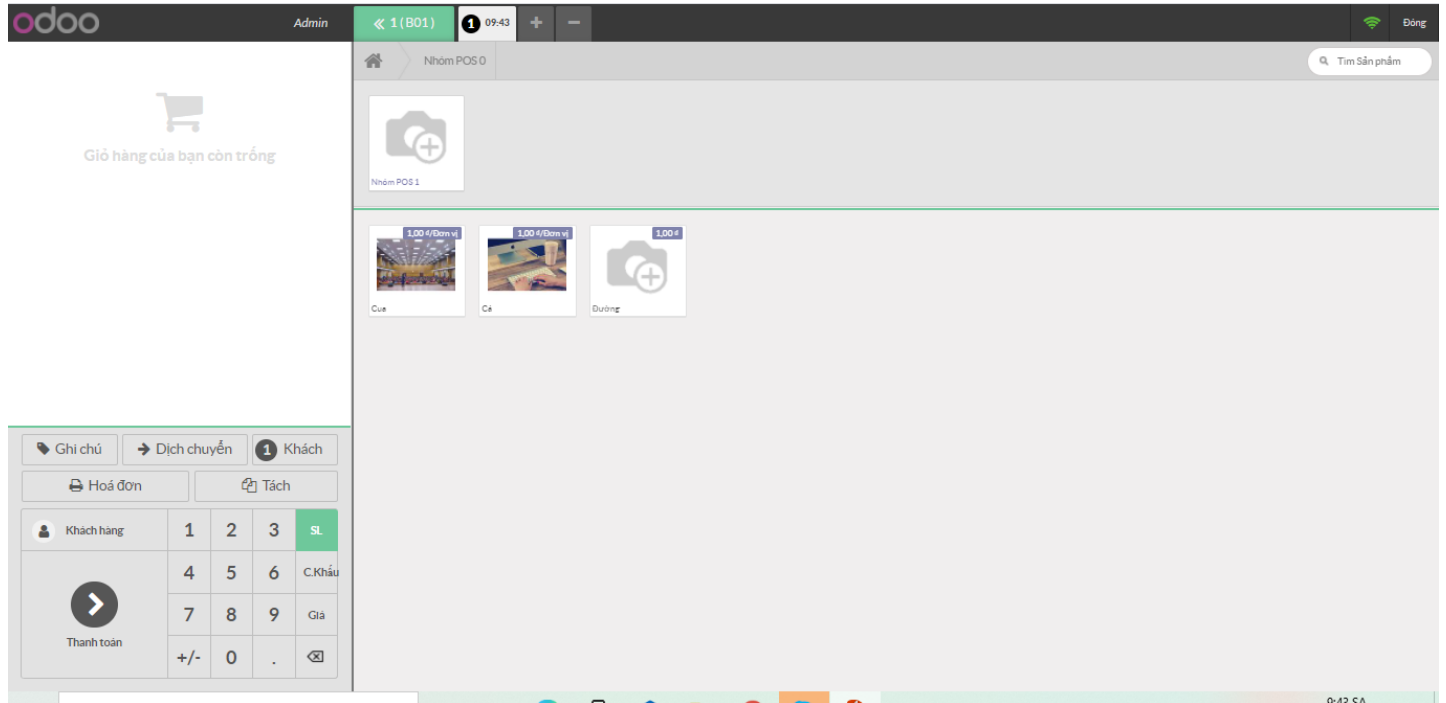 odoo
Admin
1 ( B01 )
1 09:43 + −
Đóng
Nhóm POS 0
Tìm Sản phẩm
Giỏ hàng của bạn còn trống
Nhóm POS 1
1,00 ₫/Đơn vị
1,00 ₫/Đơn vị
1,00 ₫
Cua
Cá
Đường
Ghi chú
Dịch chuyển
1 Khách
Hoá đơn
Tách
Khách hàng
1 2 3 SL
4 5 6 C.Khấu
7 8 9 Giá
Thanh toán
+/- 0 .
9:43 SA